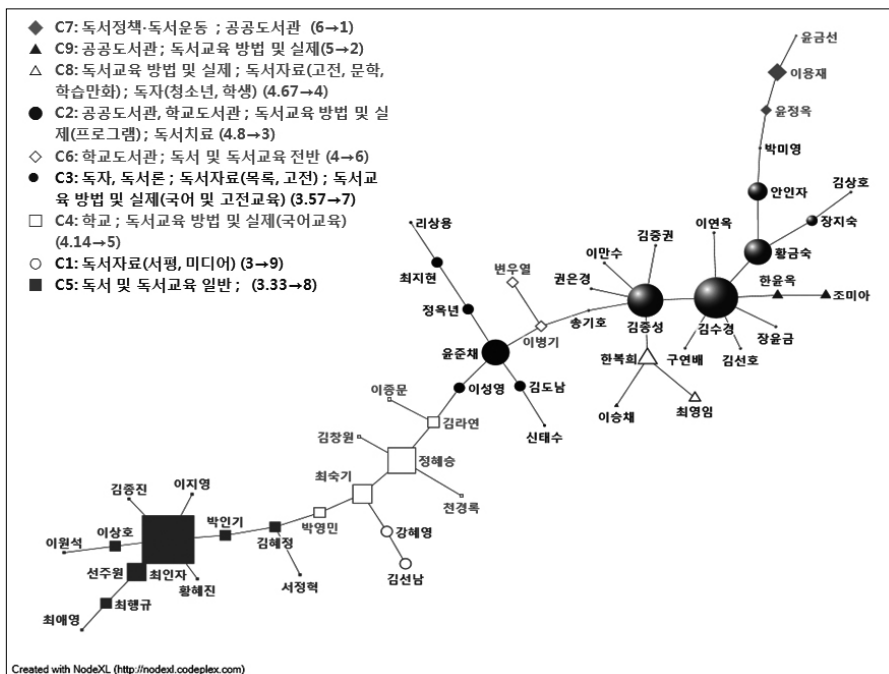 C7: 독서정책·독서운동 ; 공공도서관 (6→1)
C9: 공공도서관 ; 독서교육 방법 및 실제(5→2)
C8: 독서교육 방법 및 실제 ; 독서자료(고전, 문학,
학습만화) ; 독자(청소년, 학생) (4.67→4)
C2: 공공도서관, 학교도서관 ; 독서교육 방법 및 실
제(프로그램) ; 독서치료 (4.8→3)
C6: 학교도서관 ; 독서 및 독서교육 전반 (4→6)
C3: 독자, 독서론 ; 독서자료(목록, 고전) ; 독서교
육 방법 및 실제(국어 및 고전교육) (3.57→7)
C4: 학교 ; 독서교육 방법 및 실제(국어교육)
(4.14→5)
C1: 독서자료(서평, 미디어) (3→9)
C5: 독서 및 독서교육 일반 ; (3.33→8)
윤금선
이용재
윤정옥
박미영
안인자
김상호
장지숙
황금숙
이연옥
김중권
이만수
권은경
한윤옥
조미아
김종성
김수경
장윤금
김선호
구연배
한복희
최영임
이승채
송기호
변우열
이병기
리상용
최지현
정옥년
윤준채
이성영
김도남
신태수
이종문
김라연
김창원
정혜승
천경록
최숙기
박영민
강혜영
김선남
김종진
이지영
박인기
김혜정
서정혁
이상호
이원석
선주원
최인자
황혜진
최행규
최애영
Created with NodeXL (http://nodexl.codeplex.com)